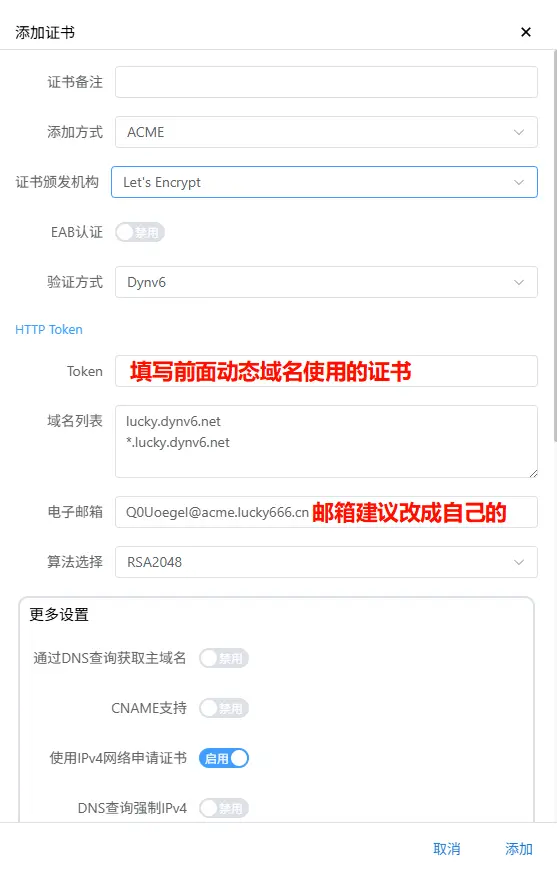 添加证书
证书备注
添加方式 ACME
证书颁发机构 Let's Encrypt
EAB认证 禁用
验证方式 Dynv6
HTTP Token
Token 填写前面动态域名使用的证书
域名列表 lucky.dynv6.net
*.lucky.dynv6.net
电子邮箱 Q0Uoegel@acme.lucky666.cn 邮箱建议改成自己的
算法选择 RSA2048
更多设置
通过DNS查询获取主域名 禁用
CNAME支持 禁用
使用IPv4网络申请证书 启用
DNS查询强制IPv4 禁用
取消 添加